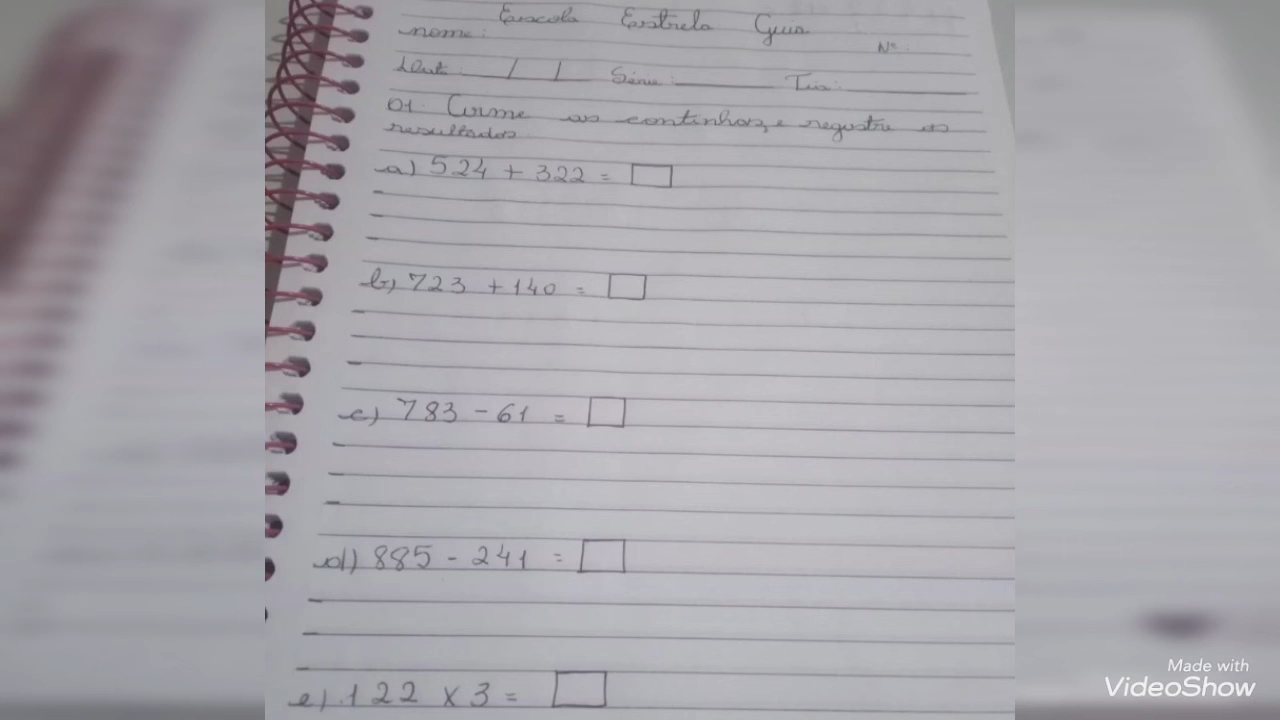 Escola Estrela Guia
nome: Nº:
Data: / / Série: Tur:
01. Arme as continhas, e registre os
resultados.
a) 524 + 322 =
b) 723 + 140 =
c) 783 - 61 =
d) 885 - 241 =
e) 122 x 3 =
Made with
VideoShow